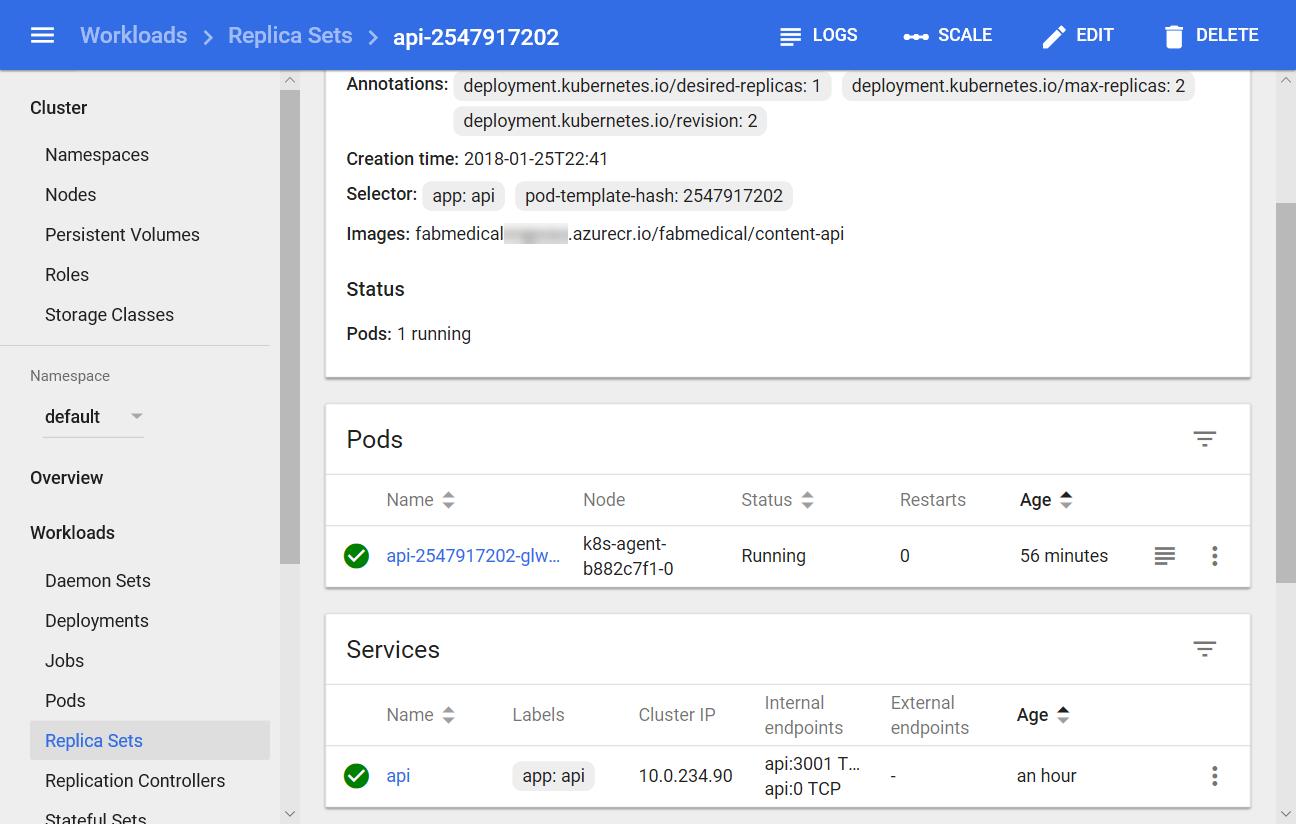 Workloads > Replica Sets > api-2547917202
LOGS SCALE EDIT DELETE
Cluster
Namespaces
Nodes
Persistent Volumes
Roles
Storage Classes
Namespace
default
Overview
Workloads
Daemon Sets
Deployments
Jobs
Pods
Replica Sets
Replication Controllers
Stateful Sets
Annotations: deployment.kubernetes.io/desired-replicas: 1 deployment.kubernetes.io/max-replicas: 2
deployment.kubernetes.io/revision: 2
Creation time: 2018-01-25T22:41
Selector: app: api pod-template-hash: 2547917202
Images: fabmedical .azurecr.io/fabmedical/content-api
Status
Pods: 1 running
Pods
Name Node Status Restarts Age
api-2547917202-glw... k8s-agent-b882c7f1-0 Running 0 56 minutes
Services
Name Labels Cluster IP Internal endpoints External endpoints Age
api app: api 10.0.234.90 api:3001 T... - an hour
api:0 TCP